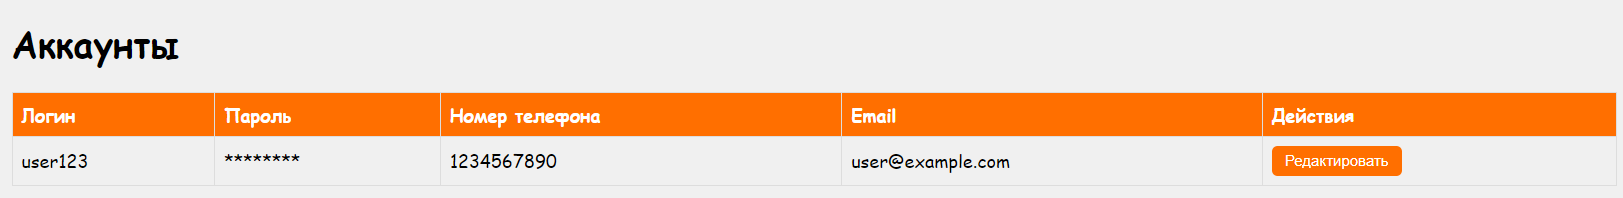 Аккаунты
Логин Пароль Номер телефона Email Действия
user123 ******** 1234567890 user@example.com Редактировать